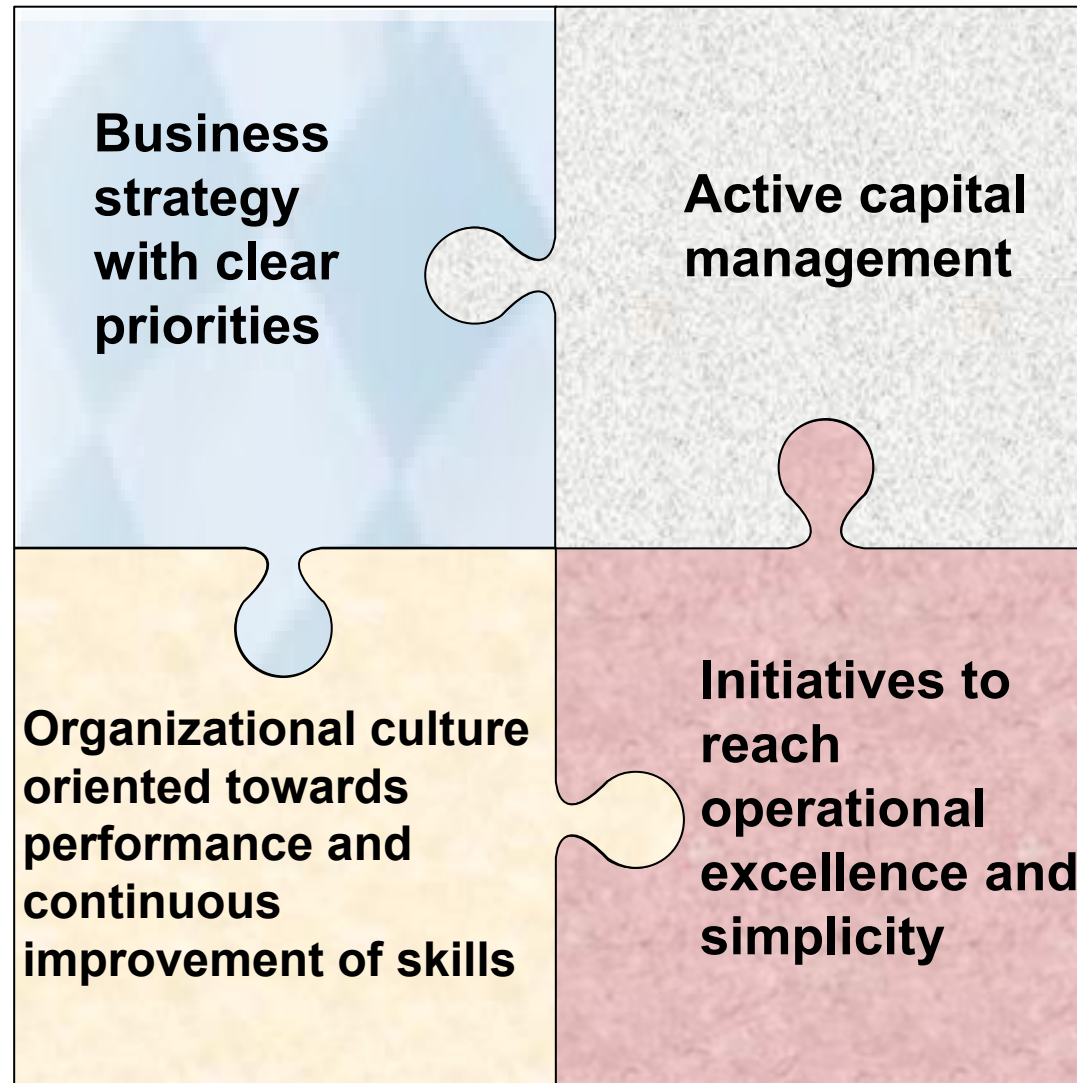 Business
strategy
with clear
priorities
Active capital
management
Organizational culture
oriented towards
performance and
continuous
improvement of skills
Initiatives to
reach
operational
excellence and
simplicity